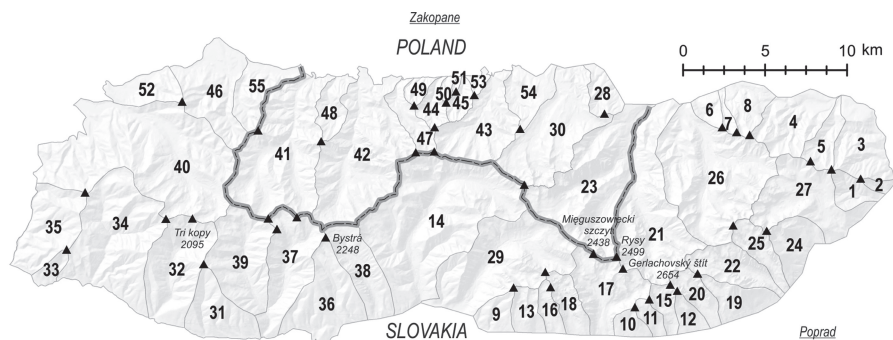 Zakopane
POLAND
0 5 10 km
52 46 55 48 49 50 51 53 54 28 6 8
44 45 47 43 30 7 4 3
40 41 42 5
23 26 27 1 2
35 34 14
Mięguszowiecki
szczyt
2438
Rysy
2499
21 25 24
Tri kopy
2095
Bystrá
2248
Gerlachovský štít
2654
33 32 39 37 38 29 22
31 36 9 13 16 18 17 10 11 15 12 20 19
SLOVAKIA
Poprad